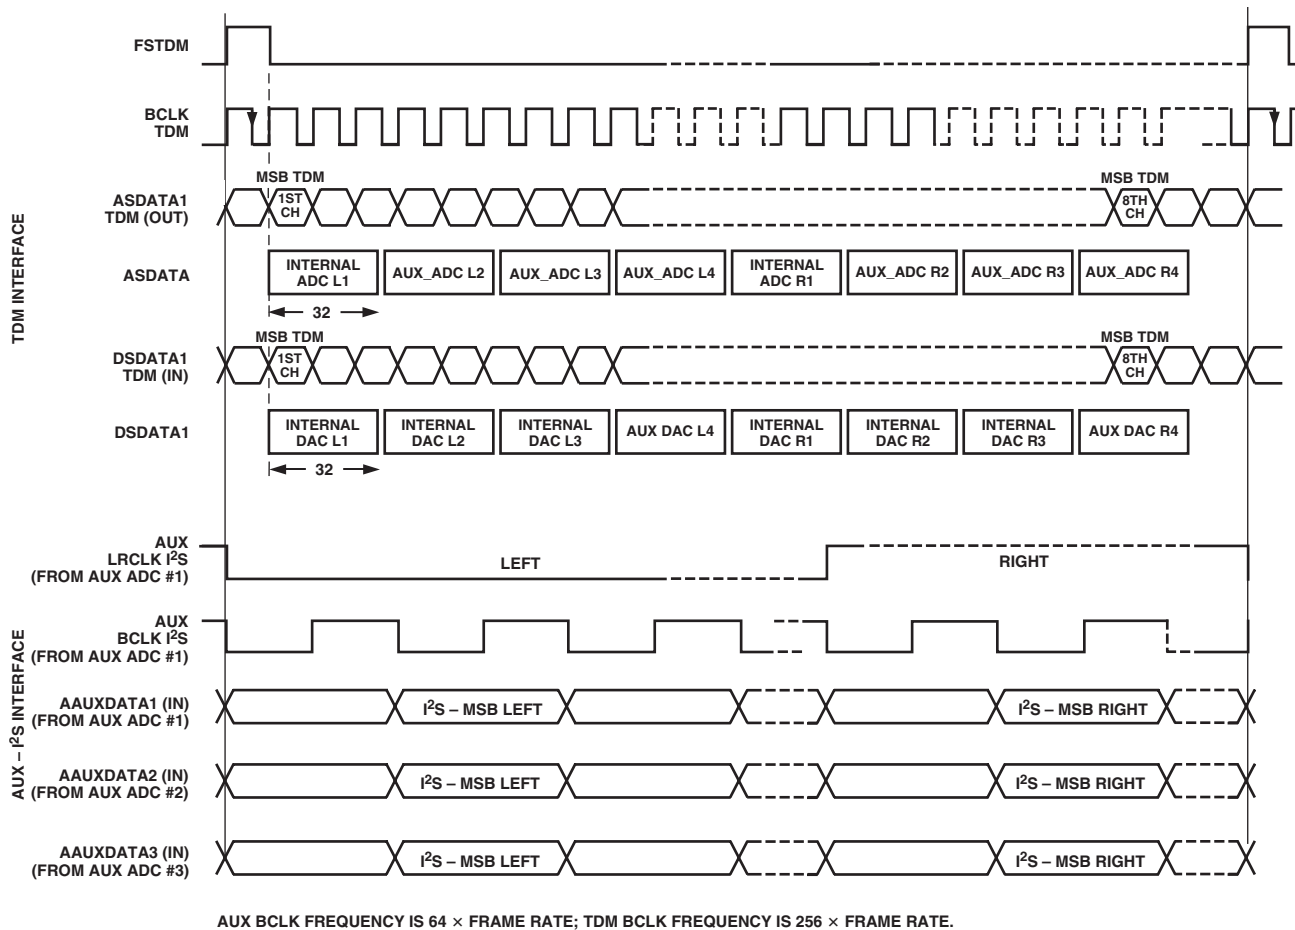 FSTDM
BCLK
TDM
MSB TDM
MSB TDM
ASDATA1
TDM (OUT)
1ST
CH
8TH
CH
ASDATA
INTERNAL
ADC L1
AUX_ADC L2
AUX_ADC L3
AUX_ADC L4
INTERNAL
ADC R1
AUX_ADC R2
AUX_ADC R3
AUX_ADC R4
32
TDM INTERFACE
MSB TDM
MSB TDM
DSDATA1
TDM (IN)
1ST
CH
8TH
CH
DSDATA1
INTERNAL
DAC L1
INTERNAL
DAC L2
INTERNAL
DAC L3
AUX DAC L4
INTERNAL
DAC R1
INTERNAL
DAC R2
INTERNAL
DAC R3
AUX DAC R4
32
AUX
LRCLK I²S
(FROM AUX ADC #1)
LEFT
RIGHT
AUX
BCLK I²S
(FROM AUX ADC #1)
AUX – I²S INTERFACE
AAUXDATA1 (IN)
(FROM AUX ADC #1)
I²S – MSB LEFT
I²S – MSB RIGHT
AAUXDATA2 (IN)
(FROM AUX ADC #2)
I²S – MSB LEFT
I²S – MSB RIGHT
AAUXDATA3 (IN)
(FROM AUX ADC #3)
I²S – MSB LEFT
I²S – MSB RIGHT
AUX BCLK FREQUENCY IS 64 × FRAME RATE; TDM BCLK FREQUENCY IS 256 × FRAME RATE.